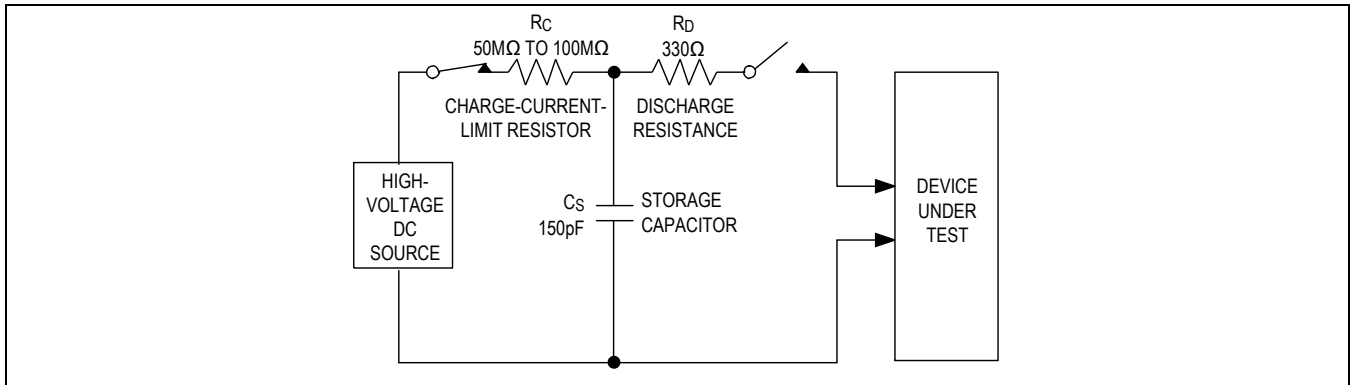 RC
50MΩ TO 100MΩ
CHARGE-CURRENT-
LIMIT RESISTOR
RD
330Ω
DISCHARGE
RESISTANCE
HIGH-
VOLTAGE
DC
SOURCE
CS
150pF
STORAGE
CAPACITOR
DEVICE
UNDER
TEST